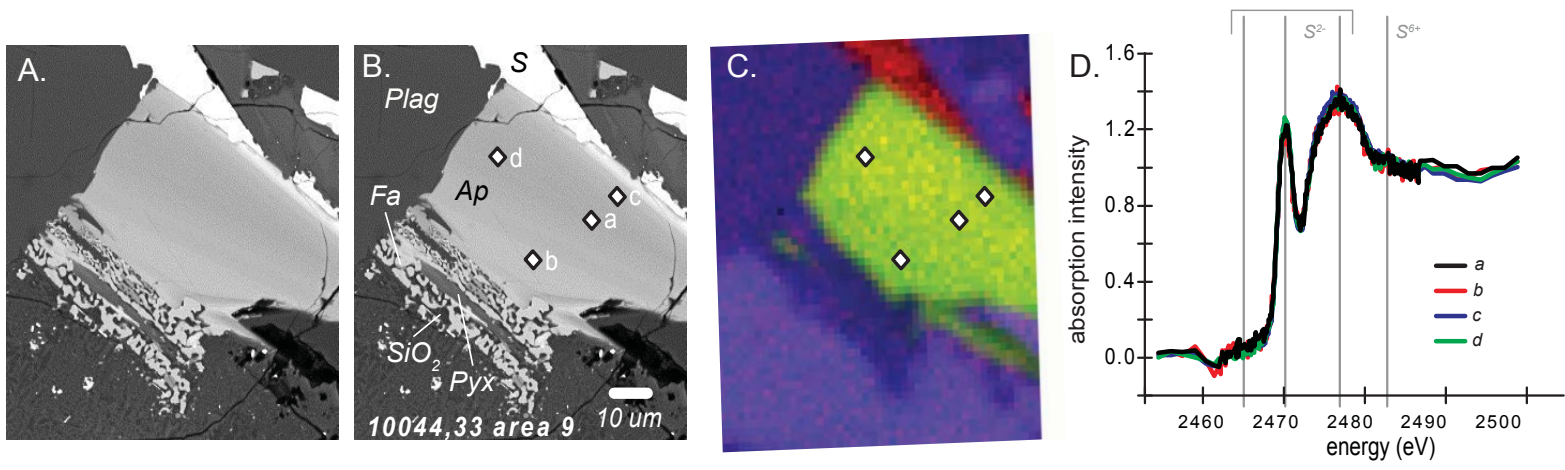 A.
B.
S
Plag
d
Ap
c
a
Fa
b
SiO2
Pyx
10 um
10044,33 area 9
C.
D.
S2-
S6+
1.6
1.2
0.8
0.4
0.0
absorption intensity
a
b
c
d
2460
2470
2480
2490
2500
energy (eV)